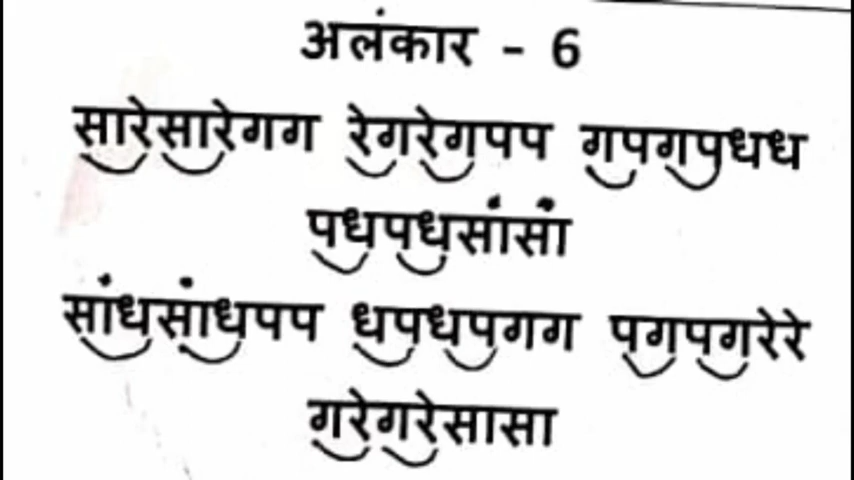 अलंकार - 6
सारेसारेगग रेगरेगपप गपगपधध
पधपधसांसां
सांधसांधपप धपधपगग पगपगरेरे
गरेगरेसासा